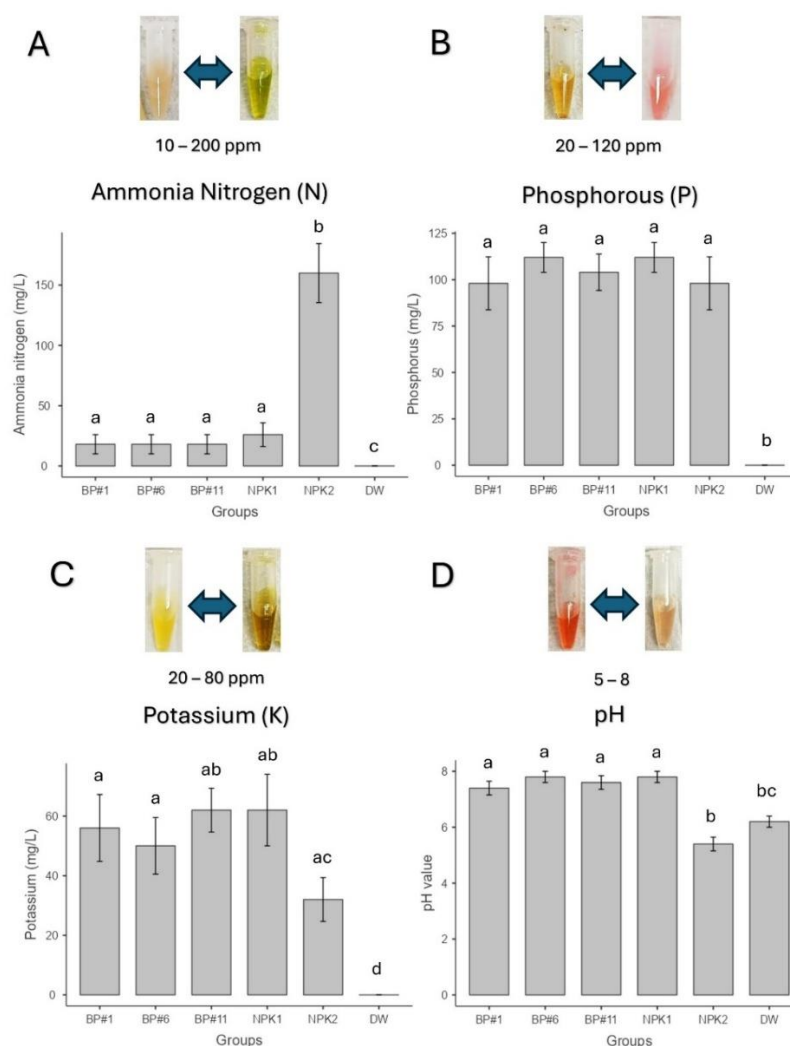 A
B
10 – 200 ppm
20 – 120 ppm
Ammonia Nitrogen (N)
Phosphorous (P)
Ammonia nitrogen (mg/L)
150
100
50
0
a
a
a
a
b
c
BP#1
BP#6
BP#11
NPK1
NPK2
DW
Groups
Phosphorus (mg/L)
125
100
75
50
25
0
a
a
a
a
a
b
BP#1
BP#6
BP#11
NPK1
NPK2
DW
Groups
C
D
20 – 80 ppm
5 – 8
Potassium (K)
pH
Potassium (mg/L)
60
40
20
0
a
a
ab
ab
ac
d
BP#1
BP#6
BP#11
NPK1
NPK2
DW
Groups
pH value
8
6
4
2
0
a
a
a
a
b
bc
BP#1
BP#6
BP#11
NPK1
NPK2
DW
Groups